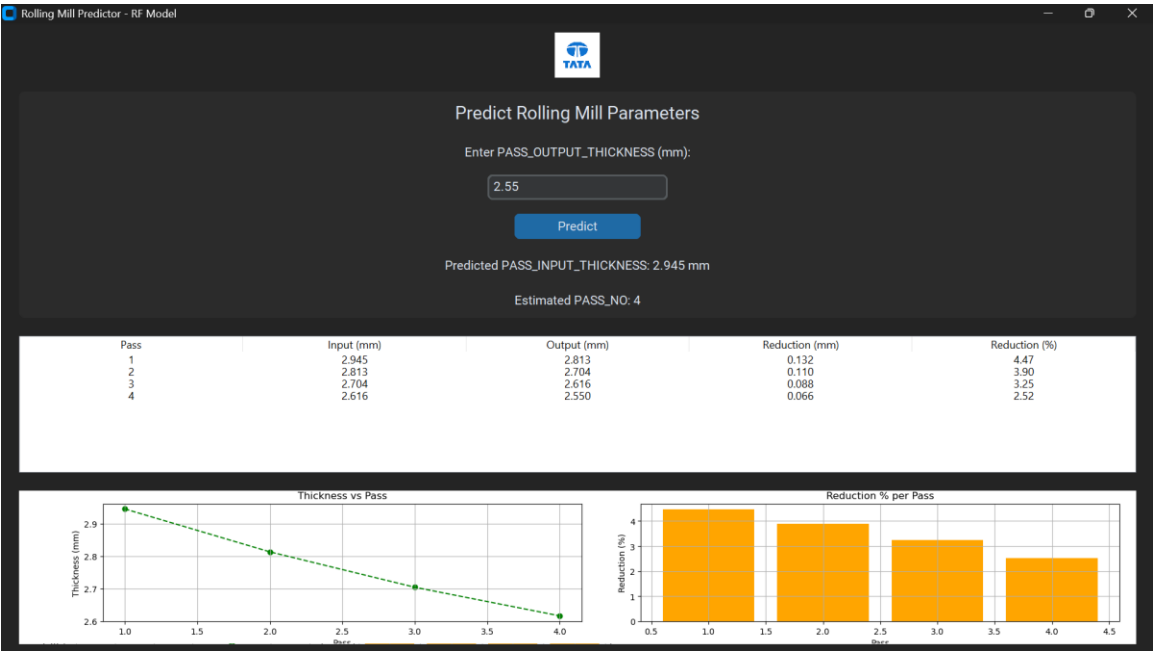 Rolling Mill Predictor - RF Model
TATA
Predict Rolling Mill Parameters
Enter PASS_OUTPUT_THICKNESS (mm):
2.55
Predict
Predicted PASS_INPUT_THICKNESS: 2.945 mm
Estimated PASS_NO: 4
Pass Input (mm) Output (mm) Reduction (mm) Reduction (%)
1 2.945 2.813 0.132 4.47
2 2.813 2.704 0.110 3.90
3 2.704 2.616 0.088 3.25
4 2.616 2.550 0.066 2.52
Thickness vs Pass
Thickness (mm)
2.9
2.8
2.7
2.6
1.0 1.5 2.0 2.5 3.0 3.5 4.0
Pass
Reduction % per Pass
Reduction (%)
4
3
2
1
0
0.5 1.0 1.5 2.0 2.5 3.0 3.5 4.0 4.5
Pass